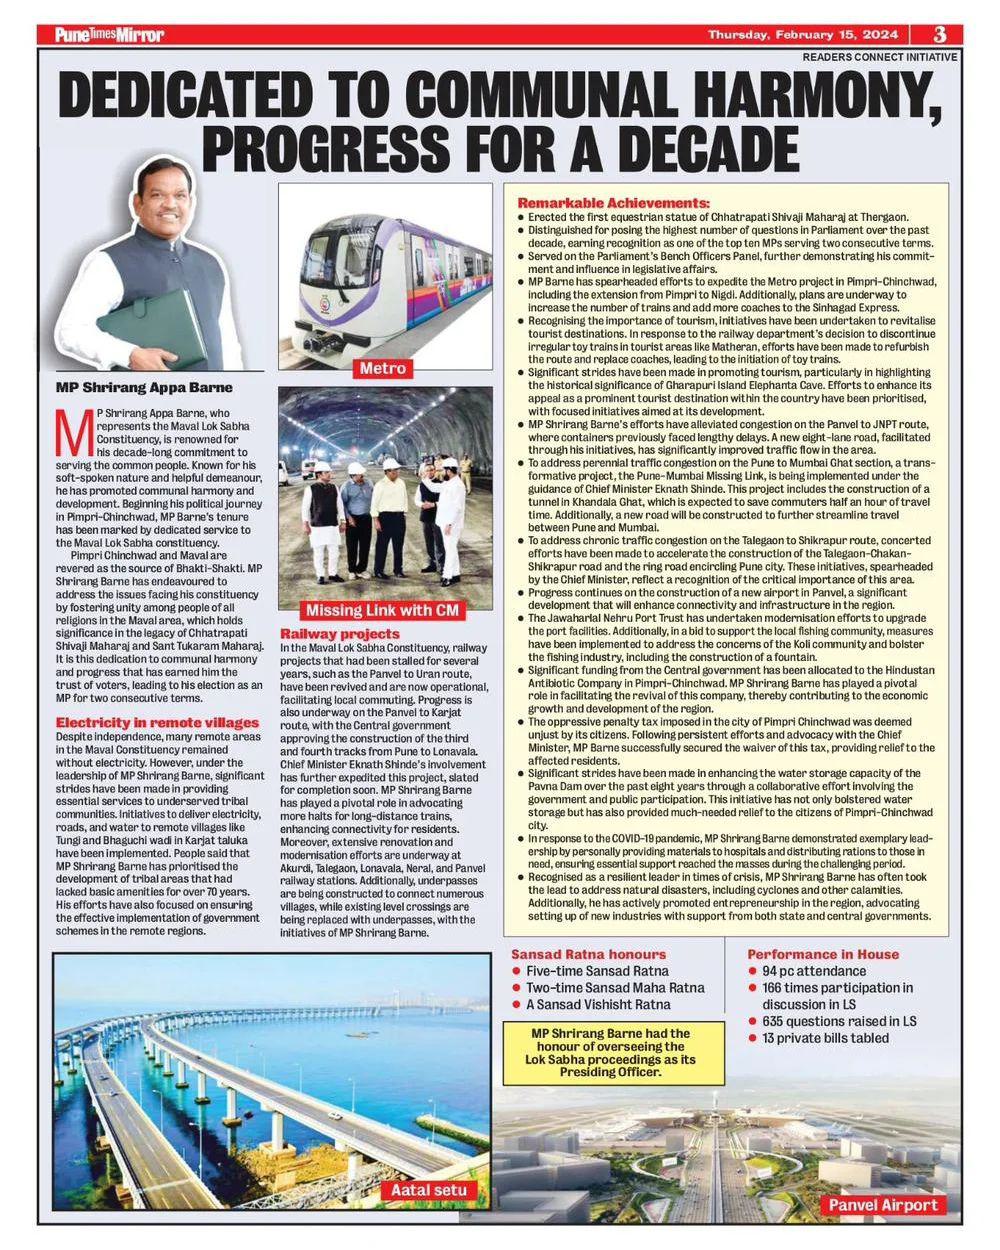 PuneTimesMirror
Thursday, February 15, 2024
3
READERS CONNECT INITIATIVE
DEDICATED TO COMMUNAL HARMONY,
PROGRESS FOR A DECADE
MP Shrirang Appa Barne
MP Shrirang Appa Barne, who
represents the Maval Lok Sabha
Constituency, is renowned for
his decade-long commitment to
serving the common people. Known for his
soft-spoken nature and helpful demeanour,
he has promoted communal harmony and
development. Beginning his political journey
in Pimpri-Chinchwad, MP Barne's tenure
has been marked by dedicated service to
the Maval Lok Sabha constituency.
Pimpri Chinchwad and Maval are
revered as the source of Bhakti-Shakti. MP
Shrirang Barne has endeavoured to
address the issues facing his constituency
by fostering unity among people of all
religions in the Maval area, which holds
significance in the legacy of Chhatrapati
Shivaji Maharaj and Sant Tukaram Maharaj.
It is this dedication to communal harmony
and progress that has earned him the
trust of voters, leading to his election as an
MP for two consecutive terms.
Electricity in remote villages
Despite independence, many remote areas
in the Maval Constituency remained
without electricity. However, under the
leadership of MP Shrirang Barne, significant
strides have been made in providing
essential services to underserved tribal
communities. Initiatives to deliver electricity,
roads, and water to remote villages like
Tungi and Bhaguchi wadi in Karjat taluka
have been implemented. People said that
MP Shrirang Barne has prioritised the
development of tribal areas that had
lacked basic amenities for over 70 years.
His efforts have also focused on ensuring
the effective implementation of government
schemes in the remote regions.
Metro
Missing Link with CM
Railway projects
In the Maval Lok Sabha Constituency, railway
projects that had been stalled for several
years, such as the Panvel to Uran route,
have been revived and are now operational,
facilitating local commuting. Progress is
also underway on the Panvel to Karjat
route, with the Central government
approving the construction of the third
and fourth tracks from Pune to Lonavala.
Chief Minister Eknath Shinde's involvement
has further expedited this project, slated
for completion soon. MP Shrirang Barne
has played a pivotal role in advocating
more halts for long-distance trains,
enhancing connectivity for residents.
Moreover, extensive renovation and
modernisation efforts are underway at
Akurdi, Talegaon, Lonavala, Neral, and Panvel
railway stations. Additionally, underpasses
are being constructed to connect numerous
villages, while existing level crossings are
being replaced with underpasses, with the
initiatives of MP Shrirang Barne.
Remarkable Achievements:
● Erected the first equestrian statue of Chhatrapati Shivaji Maharaj at Thergaon.
● Distinguished for posing the highest number of questions in Parliament over the past
decade, earning recognition as one of the top ten MPs serving two consecutive terms.
● Served on the Parliament's Bench Officers Panel, further demonstrating his commit-
ment and influence in legislative affairs.
● MP Barne has spearheaded efforts to expedite the Metro project in Pimpri-Chinchwad,
including the extension from Pimpri to Nigdi. Additionally, plans are underway to
increase the number of trains and add more coaches to the Sinhagad Express.
● Recognising the importance of tourism, initiatives have been undertaken to revitalise
tourist destinations. In response to the railway department's decision to discontinue
irregular toy trains in tourist areas like Matheran, efforts have been made to refurbish
the route and replace coaches, leading to the initiation of toy trains.
● Significant strides have been made in promoting tourism, particularly in highlighting
the historical significance of Gharapuri Island Elephanta Cave. Efforts to enhance its
appeal as a prominent tourist destination within the country have been prioritised,
with focused initiatives aimed at its development.
● MP Shrirang Barne's efforts have alleviated congestion on the Panvel to JNPT route,
where containers previously faced lengthy delays. A new eight-lane road, facilitated
through his initiatives, has significantly improved traffic flow in the area.
● To address perennial traffic congestion on the Pune to Mumbai Ghat section, a trans-
formative project, the Pune-Mumbai Missing Link, is being implemented under the
guidance of Chief Minister Eknath Shinde. This project includes the construction of a
tunnel in Khandala Ghat, which is expected to save commuters half an hour of travel
time. Additionally, a new road will be constructed to further streamline travel
between Pune and Mumbai.
● To address chronic traffic congestion on the Talegaon to Shikrapur route, concerted
efforts have been made to accelerate the construction of the Talegaon-Chakan-
Shikrapur road and the ring road encircling Pune city. These initiatives, spearheaded
by the Chief Minister, reflect a recognition of the critical importance of this area.
● Progress continues on the construction of a new airport in Panvel, a significant
development that will enhance connectivity and infrastructure in the region.
● The Jawaharlal Nehru Port Trust has undertaken modernisation efforts to upgrade
the port facilities. Additionally, in a bid to support the local fishing community, measures
have been implemented to address the concerns of the Koli community and bolster
the fishing industry, including the construction of a fountain.
● Significant funding from the Central government has been allocated to the Hindustan
Antibiotic Company in Pimpri-Chinchwad. MP Shrirang Barne has played a pivotal
role in facilitating the revival of this company, thereby contributing to the economic
growth and development of the region.
● The oppressive penalty tax imposed in the city of Pimpri Chinchwad was deemed
unjust by its citizens. Following persistent efforts and advocacy with the Chief
Minister, MP Barne successfully secured the waiver of this tax, providing relief to the
affected residents.
● Significant strides have been made in enhancing the water storage capacity of the
Pavna Dam over the past eight years through a collaborative effort involving the
government and public participation. This initiative has not only bolstered water
storage but has also provided much-needed relief to the citizens of Pimpri-Chinchwad
city.
● In response to the COVID-19 pandemic, MP Shrirang Barne demonstrated exemplary lead-
ership by personally providing materials to hospitals and distributing rations to those in
need, ensuring essential support reached the masses during the challenging period.
● Recognised as a resilient leader in times of crisis, MP Shrirang Barne has often took
the lead to address natural disasters, including cyclones and other calamities.
Additionally, he has actively promoted entrepreneurship in the region, advocating
setting up of new industries with support from both state and central governments.
Aatal setu
Sansad Ratna honours
● Five-time Sansad Ratna
● Two-time Sansad Maha Ratna
● A Sansad Vishisht Ratna
MP Shrirang Barne had the
honour of overseeing the
Lok Sabha proceedings as its
Presiding Officer.
Performance in House
● 94 pc attendance
● 166 times participation in
discussion in LS
● 635 questions raised in LS
● 13 private bills tabled
Panvel Airport